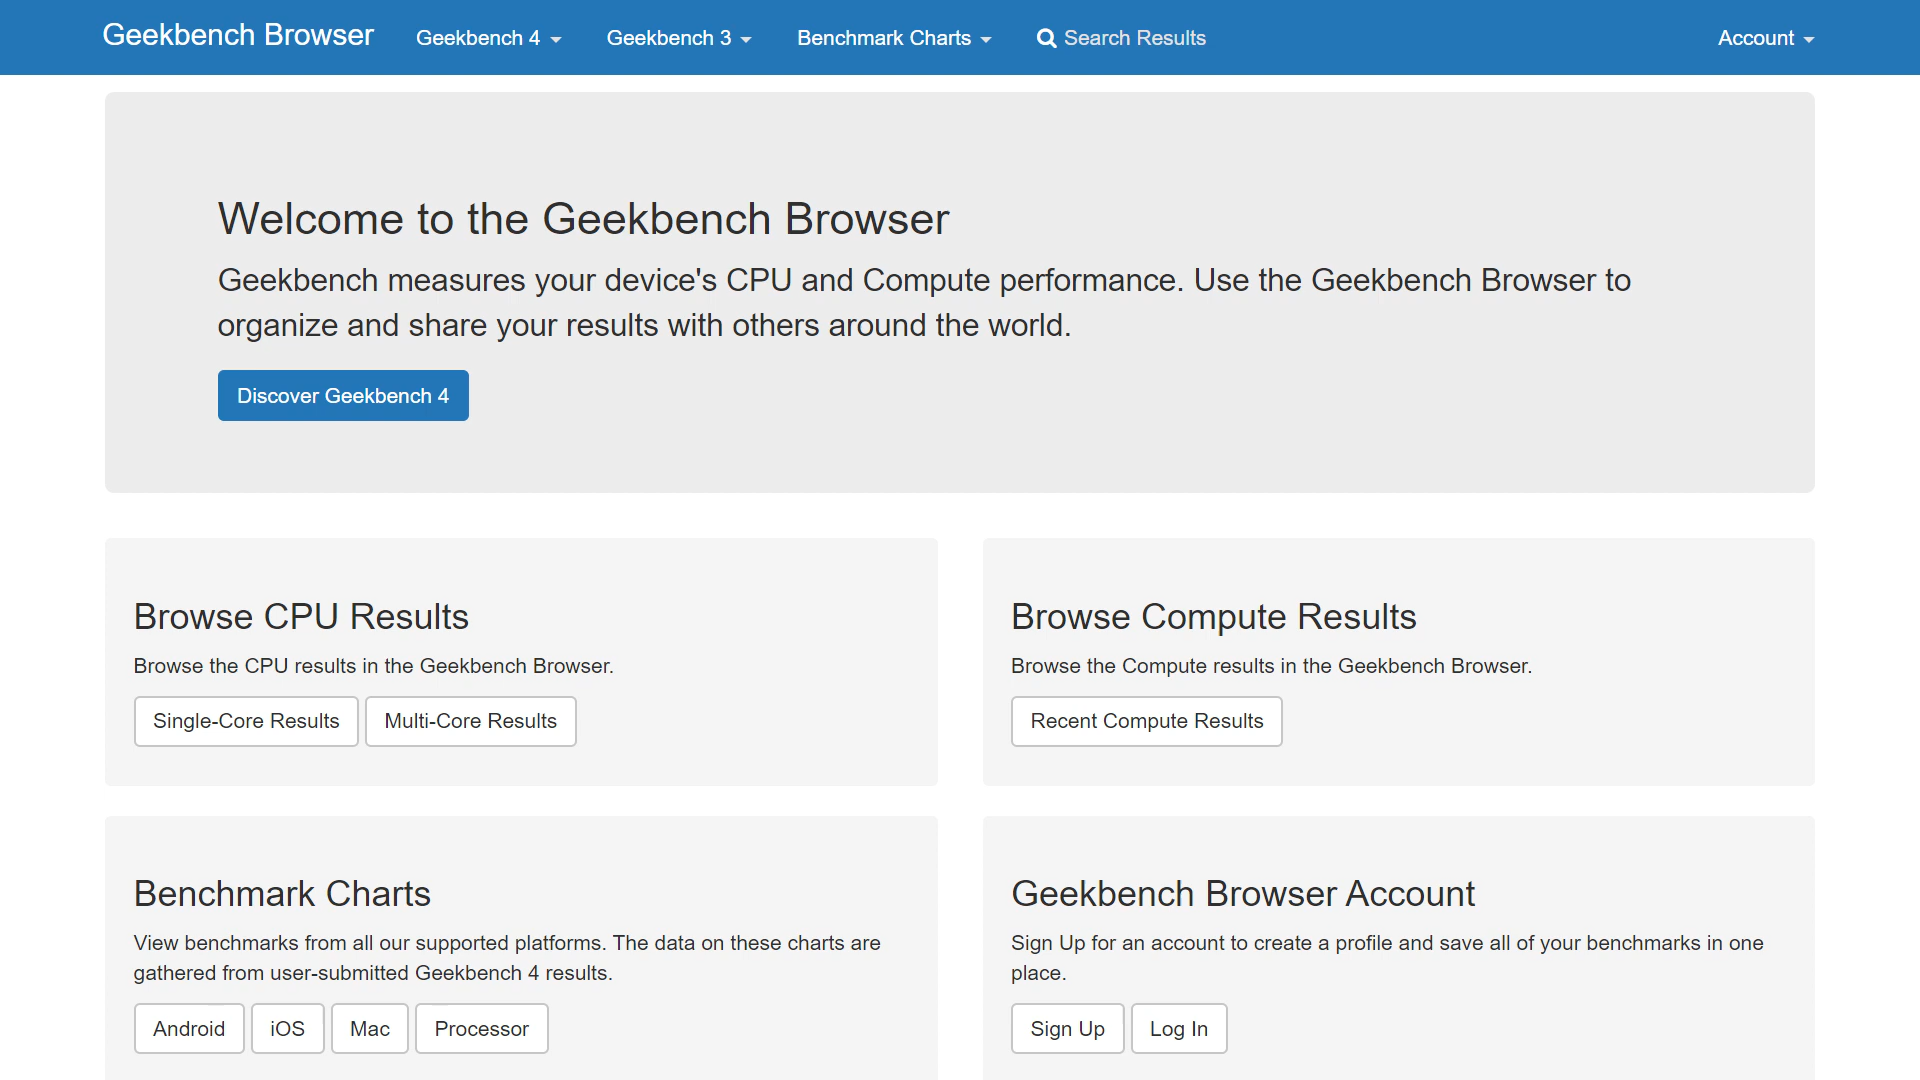 Geekbench Browser Geekbench 4 Geekbench 3 Benchmark Charts Search Results Account
Welcome to the Geekbench Browser
Geekbench measures your device's CPU and Compute performance. Use the Geekbench Browser to
organize and share your results with others around the world.
Discover Geekbench 4
Browse CPU Results
Browse the CPU results in the Geekbench Browser.
Single-Core Results Multi-Core Results
Browse Compute Results
Browse the Compute results in the Geekbench Browser.
Recent Compute Results
Benchmark Charts
View benchmarks from all our supported platforms. The data on these charts are
gathered from user-submitted Geekbench 4 results.
Android iOS Mac Processor
Geekbench Browser Account
Sign Up for an account to create a profile and save all of your benchmarks in one
place.
Sign Up Log In